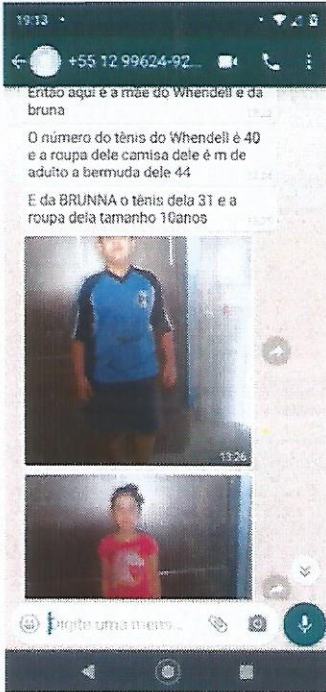 19:13
+55 12 99624-92...
Então aqui é a mãe do Whendell e da
bruna
O número do tênis do Whendell é 40
e a roupa dele camisa dele é m de
adulto a bermuda dele 44
E da BRUNNA o tênis dela 31 e a
roupa dela tamanho 10anos
13:26
Digite uma mens...